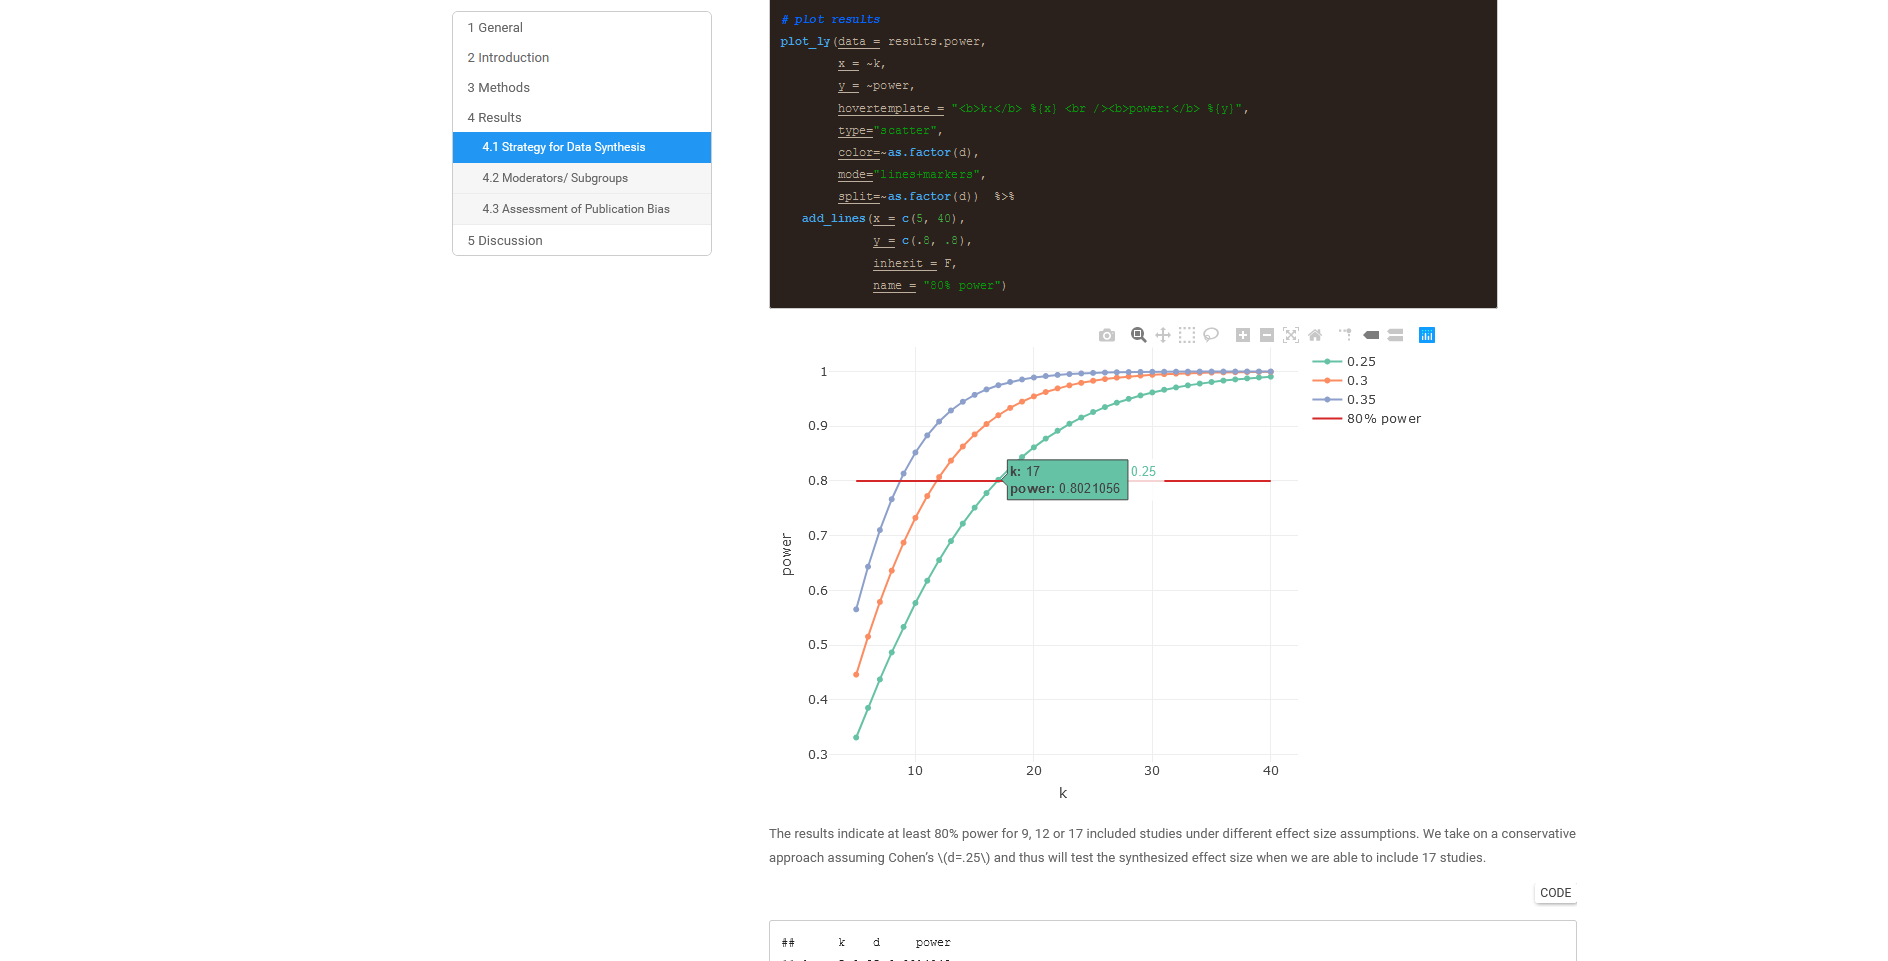 1 General
2 Introduction
3 Methods
4 Results
4.1 Strategy for Data Synthesis
4.2 Moderators/ Subgroups
4.3 Assessment of Publication Bias
5 Discussion
# plot results
plot_ly(data = results.power,
x = ~k,
y = ~power,
hovertemplate = "<b>k:</b> %{x} <br /><b>power:</b> %{y}",
type="scatter",
color=~as.factor(d),
mode="lines+markers",
split=~as.factor(d)) %>%
add_lines(x = c(5, 40),
y = c(.8, .8),
inherit = F,
name = "80% power")
0.25
0.3
0.35
80% power
1
0.9
0.8
0.7
0.6
0.5
0.4
0.3
power
k: 17
power: 0.8021056
0.25
10 20 30 40
k
The results indicate at least 80% power for 9, 12 or 17 included studies under different effect size assumptions. We take on a conservative
approach assuming Cohen's \(d=.25\) and thus will test the synthesized effect size when we are able to include 17 studies.
CODE
## k d power